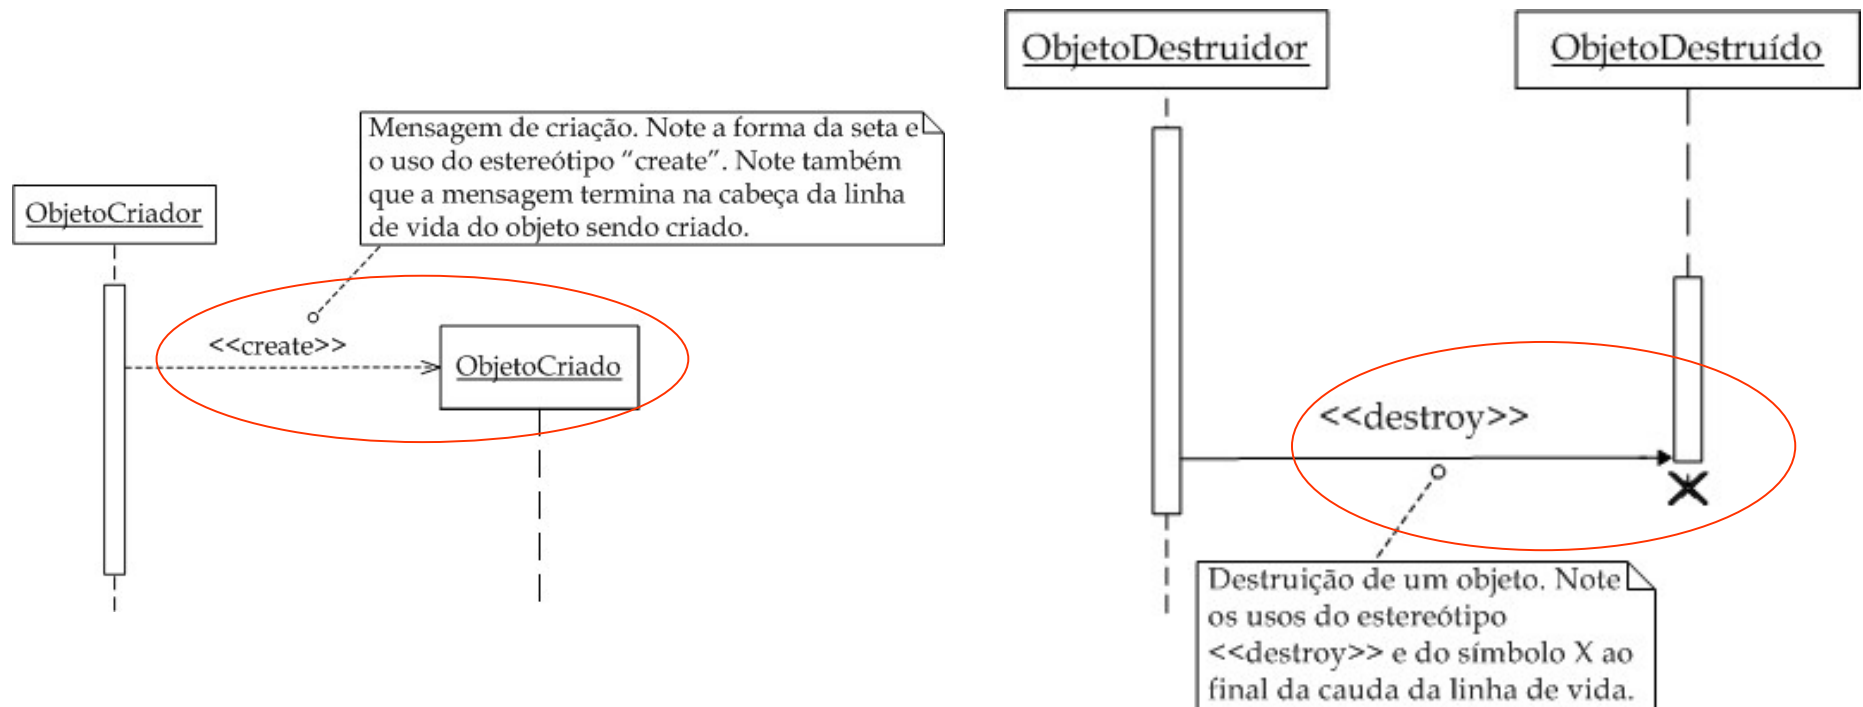 Mensagem de criação. Note a forma da seta e
o uso do estereótipo “create”. Note também
que a mensagem termina na cabeça da linha
de vida do objeto sendo criado.
ObjetoCriador
<<create>>
ObjetoCriado
ObjetoDestruidor
ObjetoDestruído
<<destroy>>
Destruição de um objeto. Note
os usos do estereótipo
<<destroy>> e do símbolo X ao
final da cauda da linha de vida.